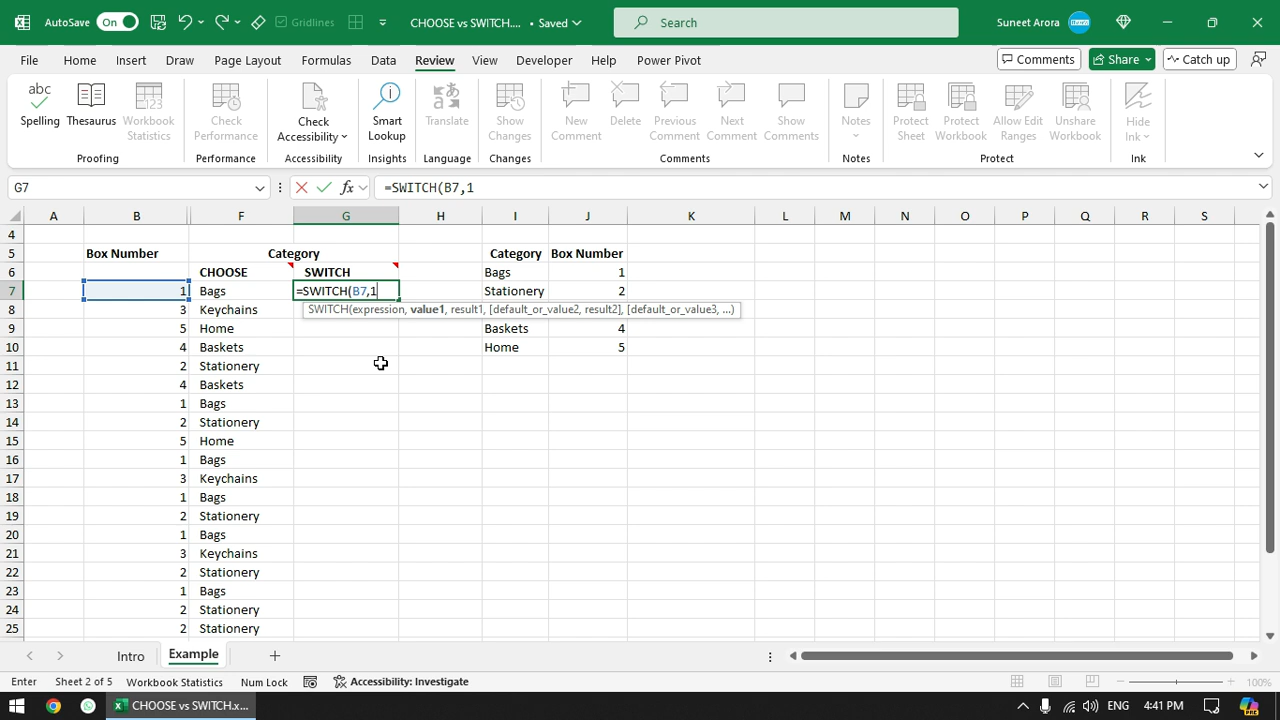 AutoSave On Gridlines CHOOSE vs SWITCH.... • Saved Search Suneet Arora
File Home Insert Draw Page Layout Formulas Data Review View Developer Help Power Pivot Comments Share Catch up
abc Spelling Thesaurus Workbook Statistics Check Performance Check Accessibility Smart Lookup Translate Show Changes New Comment Delete Previous Comment Next Comment Show Comments Notes Protect Sheet Protect Workbook Allow Edit Ranges Unshare Workbook Hide Ink
Proofing Performance Accessibility Insights Language Changes Comments Notes Protect Ink
G7 fx =SWITCH(B7,1
A B F G H I J K L M N O P Q R S
4
5 Box Number Category Category Box Number
6 CHOOSE SWITCH Bags 1
7 1 Bags =SWITCH(B7,1 Stationery 2
8 3 Keychains SWITCH(expression, value1, result1, [default_or_value2, result2], [default_or_value3, ...)
9 5 Home Baskets 4
10 4 Baskets Home 5
11 2 Stationery
12 4 Baskets
13 1 Bags
14 2 Stationery
15 5 Home
16 1 Bags
17 3 Keychains
18 1 Bags
19 2 Stationery
20 1 Bags
21 3 Keychains
22 2 Stationery
23 1 Bags
24 2 Stationery
25 2 Stationery
Intro Example
Enter Sheet 2 of 5 Workbook Statistics Num Lock Accessibility: Investigate 100%
CHOOSE vs SWITCH.x... ENG 4:41 PM